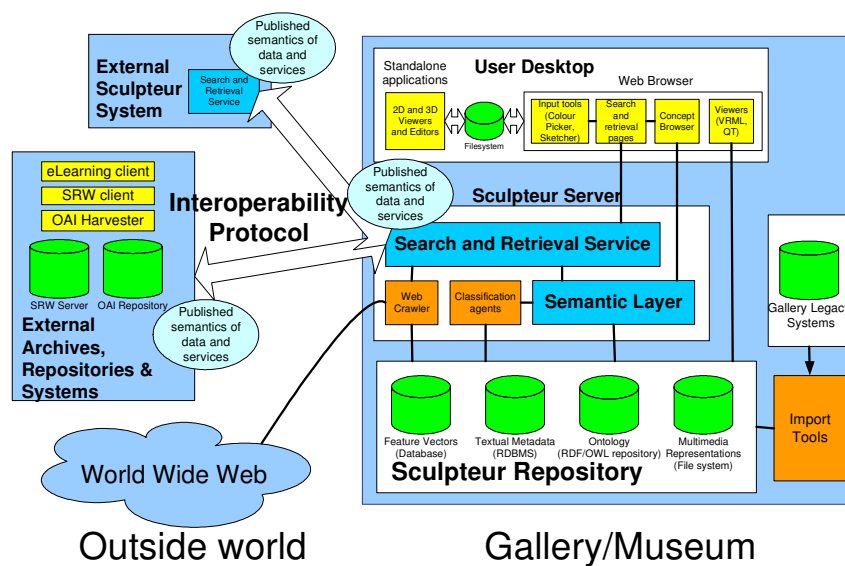 Published
semantics of
data and
services
External
Sculpteur
System
Search and
Retrieval
Service
eLearning client
SRW client
OAI Harvester
SRW Server
OAI Repository
External
Archives,
Repositories &
Systems
Interoperability
Protocol
Published
semantics of
data and
services
Published
semantics of
data and
services
World Wide Web
Outside world
Standalone
applications
User Desktop
Web Browser
2D and 3D
Viewers
and Editors
Filesystem
Input tools
(Colour
Picker,
Sketcher)
Search
and
retrieval
pages
Concept
Browser
Viewers
(VRML,
QT)
Sculpteur Server
Search and Retrieval Service
Web
Crawler
Classification
agents
Semantic Layer
Gallery Legacy
Systems
Import
Tools
Feature Vectors
(Database)
Textual Metadata
(RDBMS)
Ontology
(RDF/OWL repository)
Multimedia
Representations
(File system)
Sculpteur Repository
Gallery/Museum